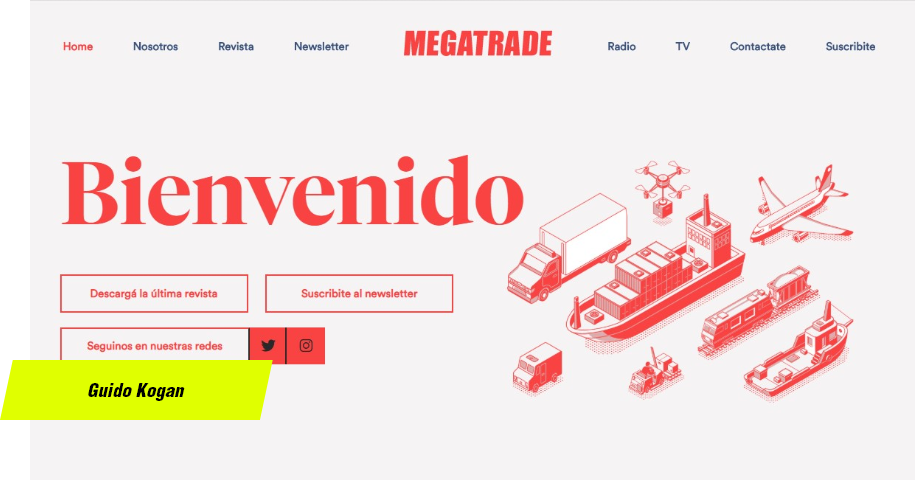 Home Nosotros Revista Newsletter MEGATRADE Radio TV Contactate Suscribite
Bienvenido
Descargá la última revista Suscribite al newsletter
Seguinos en nuestras redes
Guido Kogan